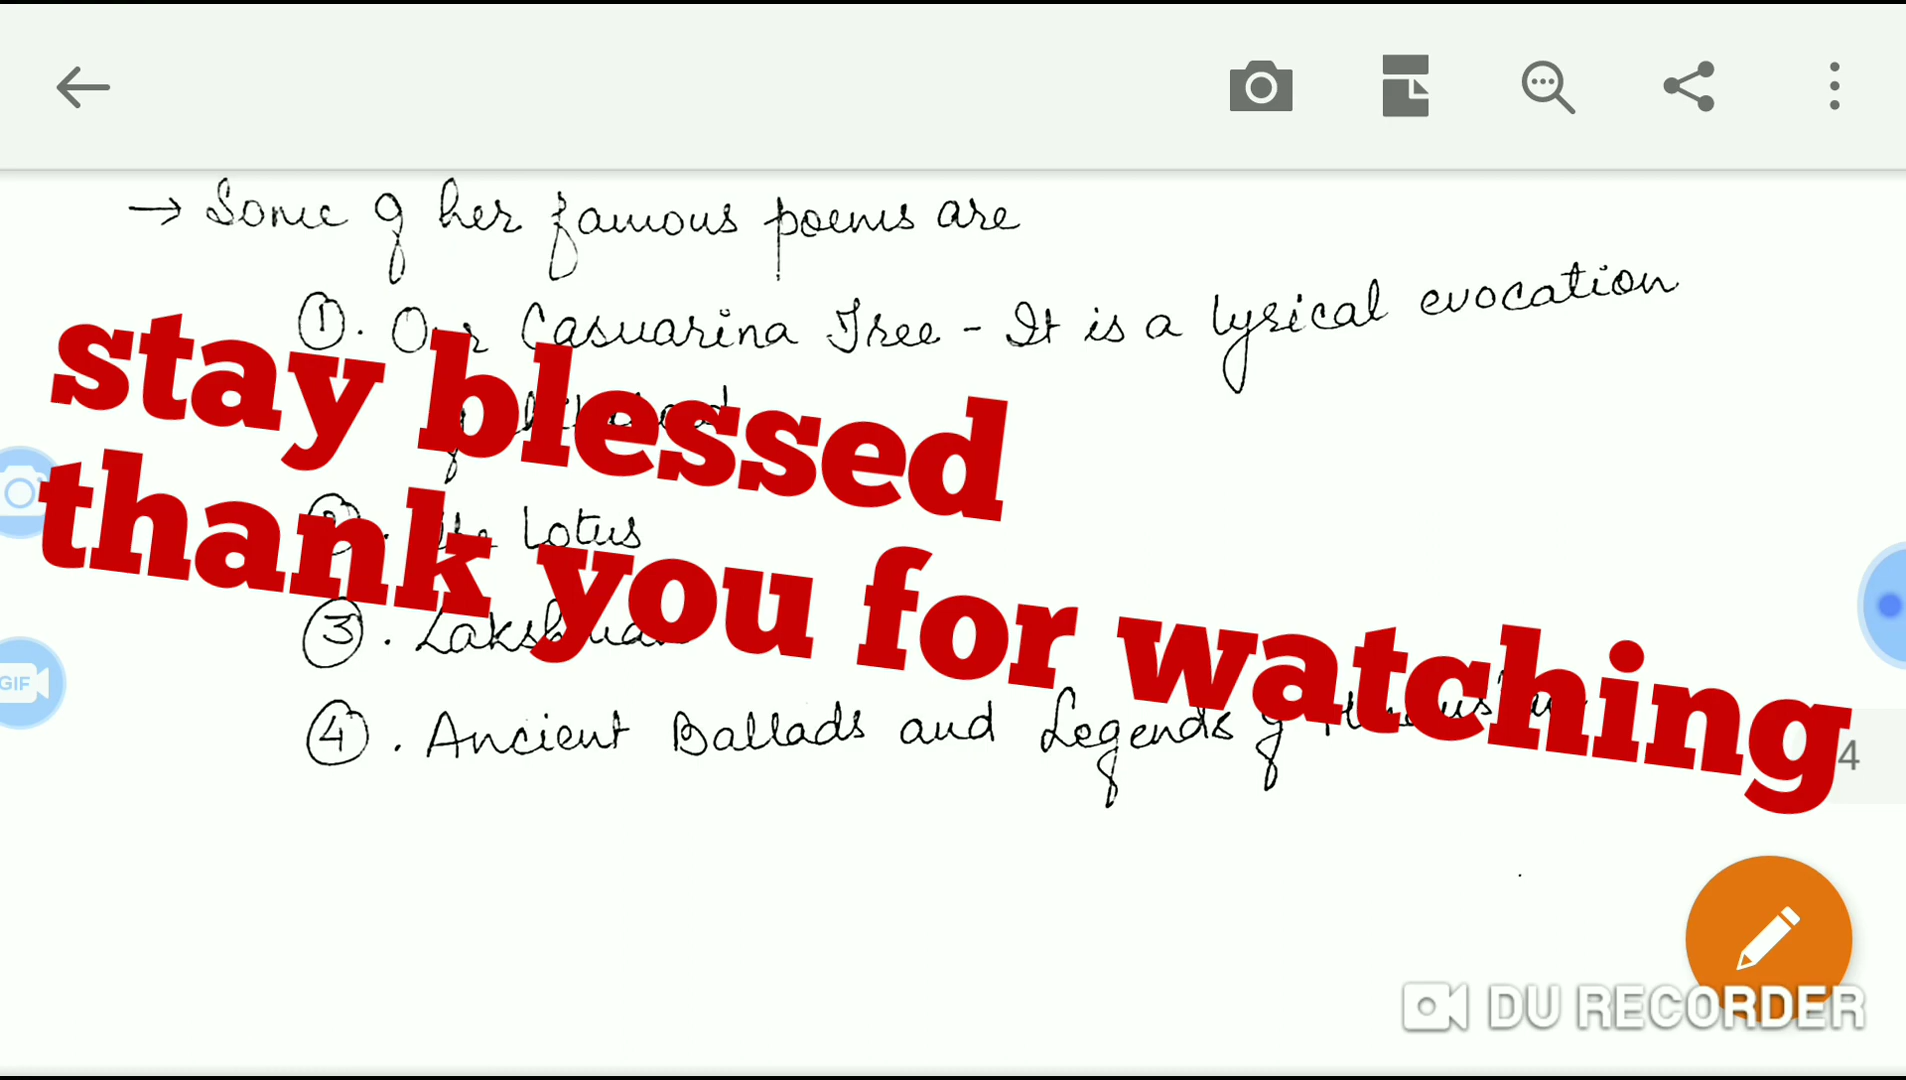 → Some of her famous poems are
①. Our Casuarina Tree - It is a lyrical evocation
stay blessed
Lotus
thank you for watching
③. Lakshman
④. Ancient Ballads and Legends of
4
GIF
DU RECORDER